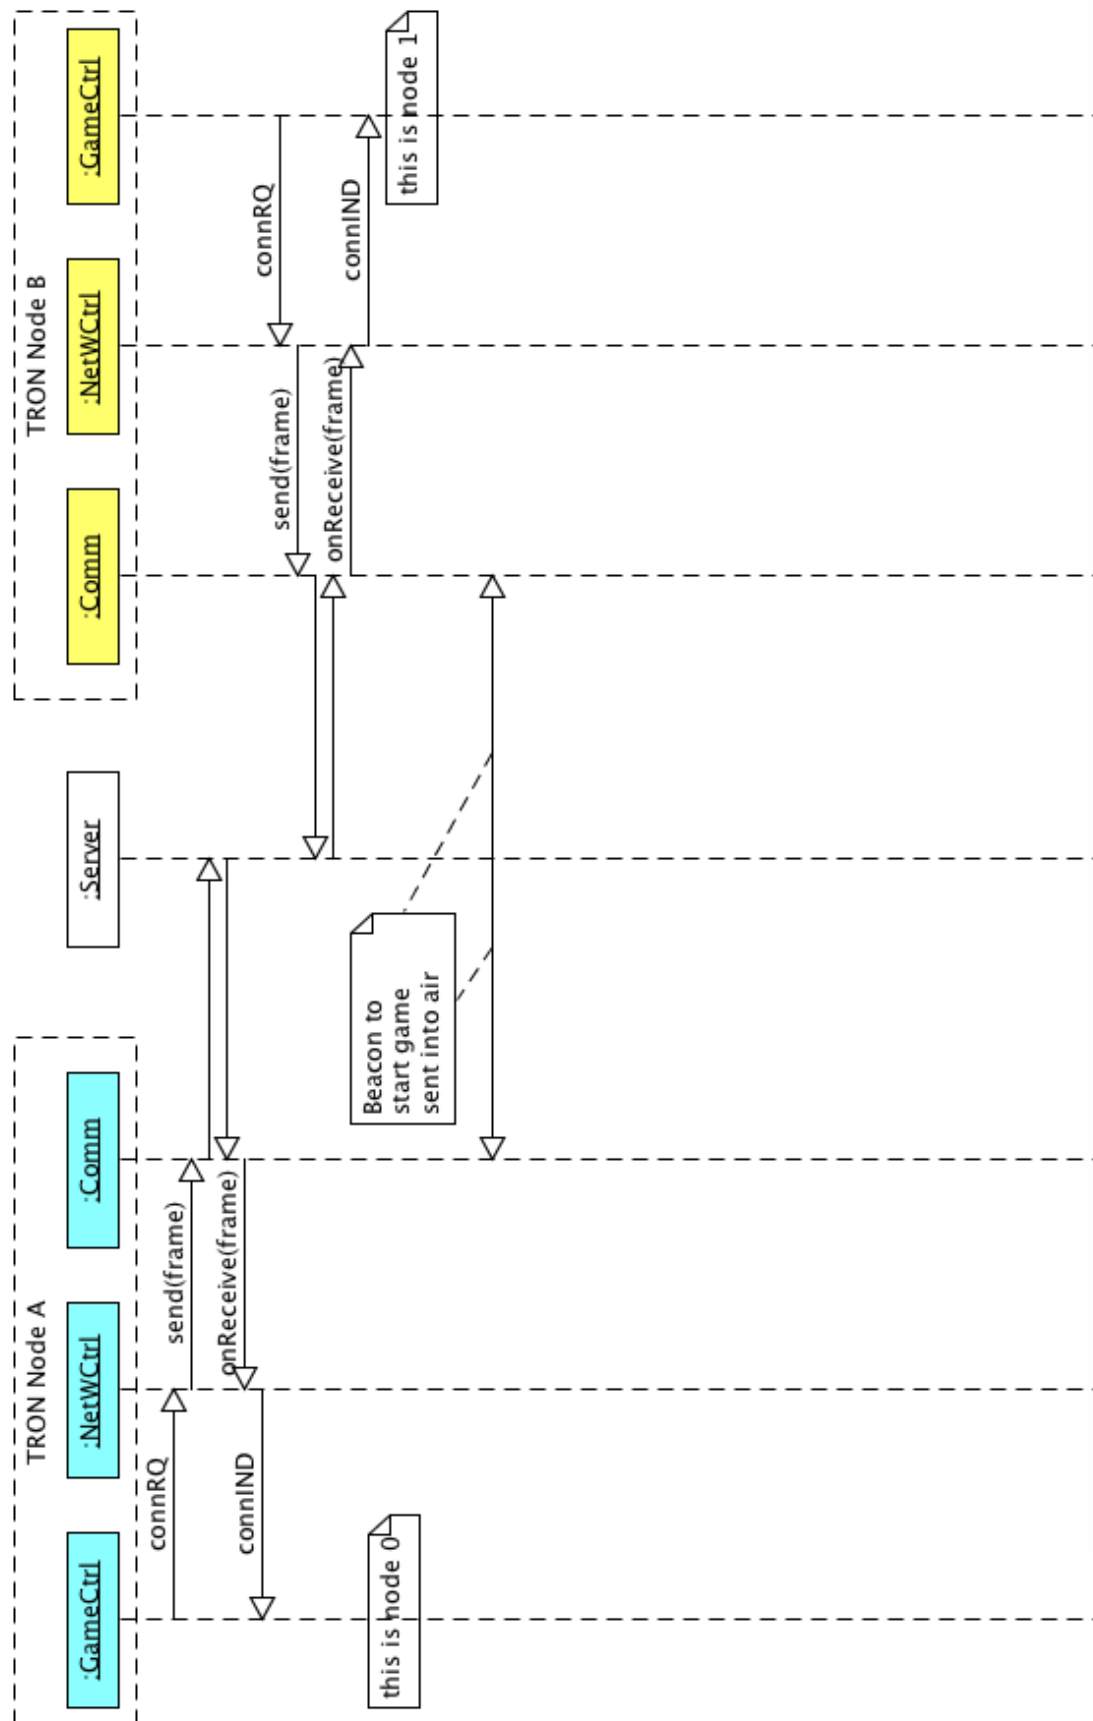 TRON Node A
TRON Node B
:GameCtrl
:NetWCtrl
:Comm
:Server
:Comm
:NetWCtrl
:GameCtrl
connRQ
send(frame)
onReceive(frame)
connIND
connRQ
send(frame)
onReceive(frame)
connIND
this is node 0
Beacon to
start game
sent into air
this is node 1